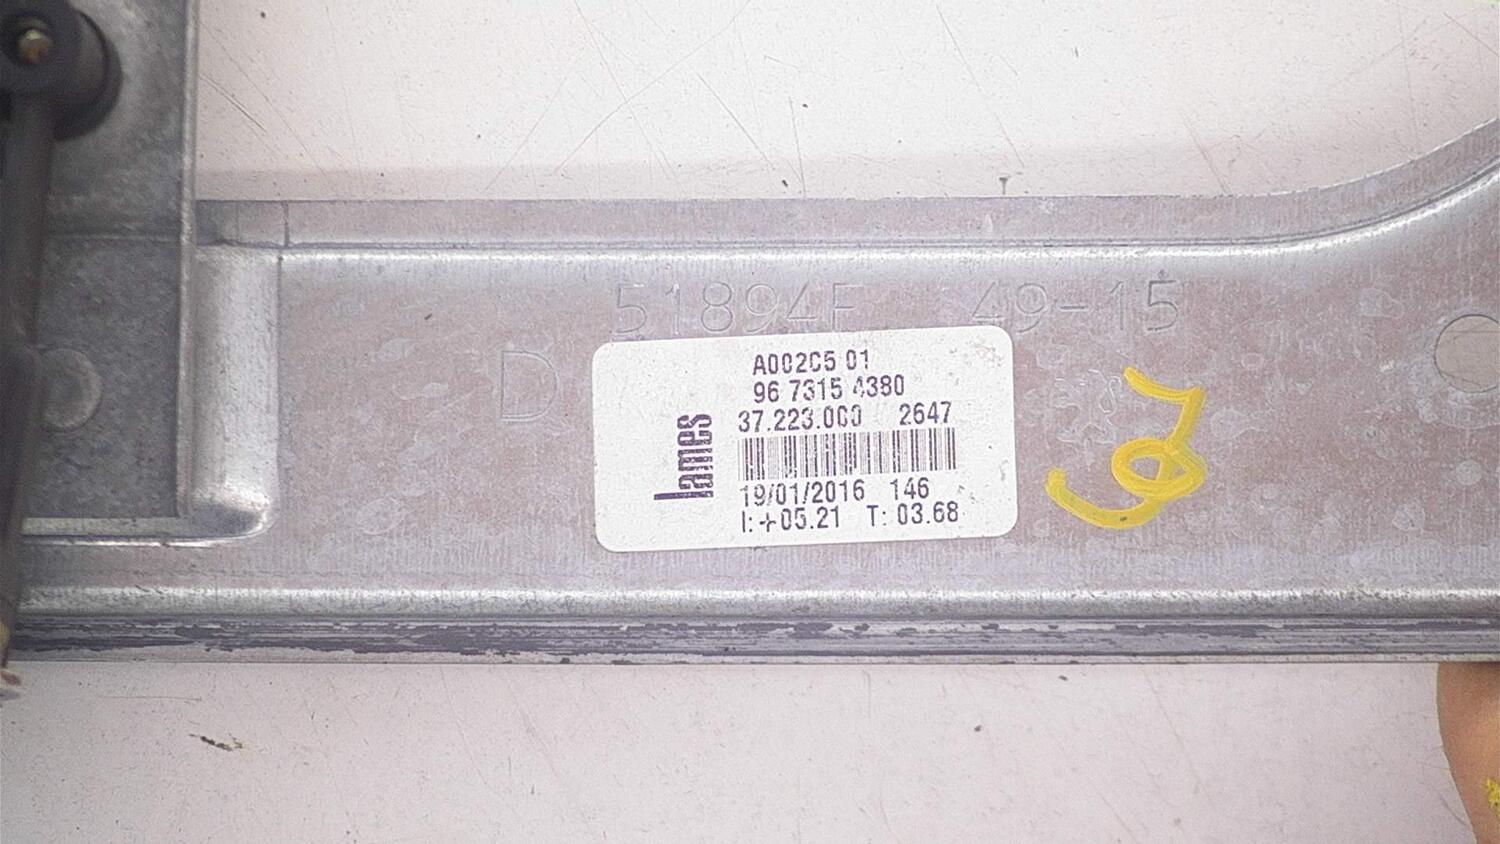 51894F 49-15
D
A002C5 01
96 7315 4380
37.223.000 2647
lames
19/01/2016 146
I:+05.21 T: 03.68